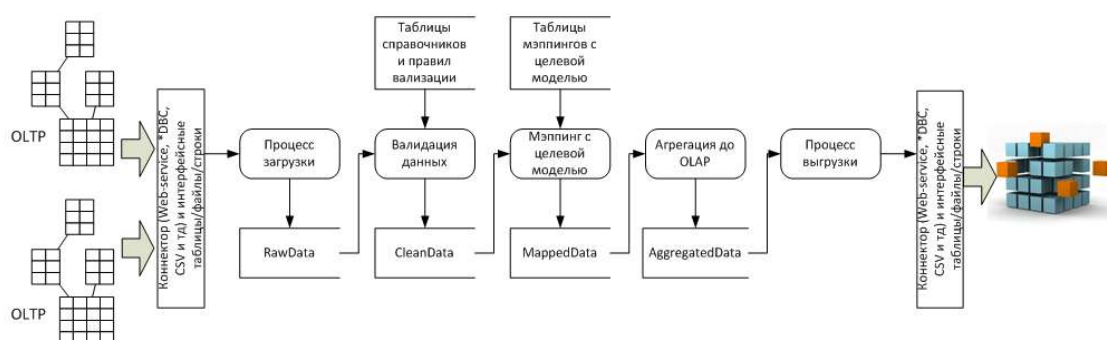 Таблицы
справочников
и правил
вализации
Таблицы
мэппингов с
целевой
моделью
OLTP
OLTP
Коннектор (Web-service, *DBC,
CSV и тд) и интерфейсные
таблицы/файлы/строки
Процесс
загрузки
Валидация
данных
Мэппинг с
целевой
моделью
Агрегация до
OLAP
Процесс
выгрузки
RawData
CleanData
MappedData
AggregatedData
Коннектор (Web-service, *DBC,
CSV и тд) и интерфейсные
таблицы/файлы/строки